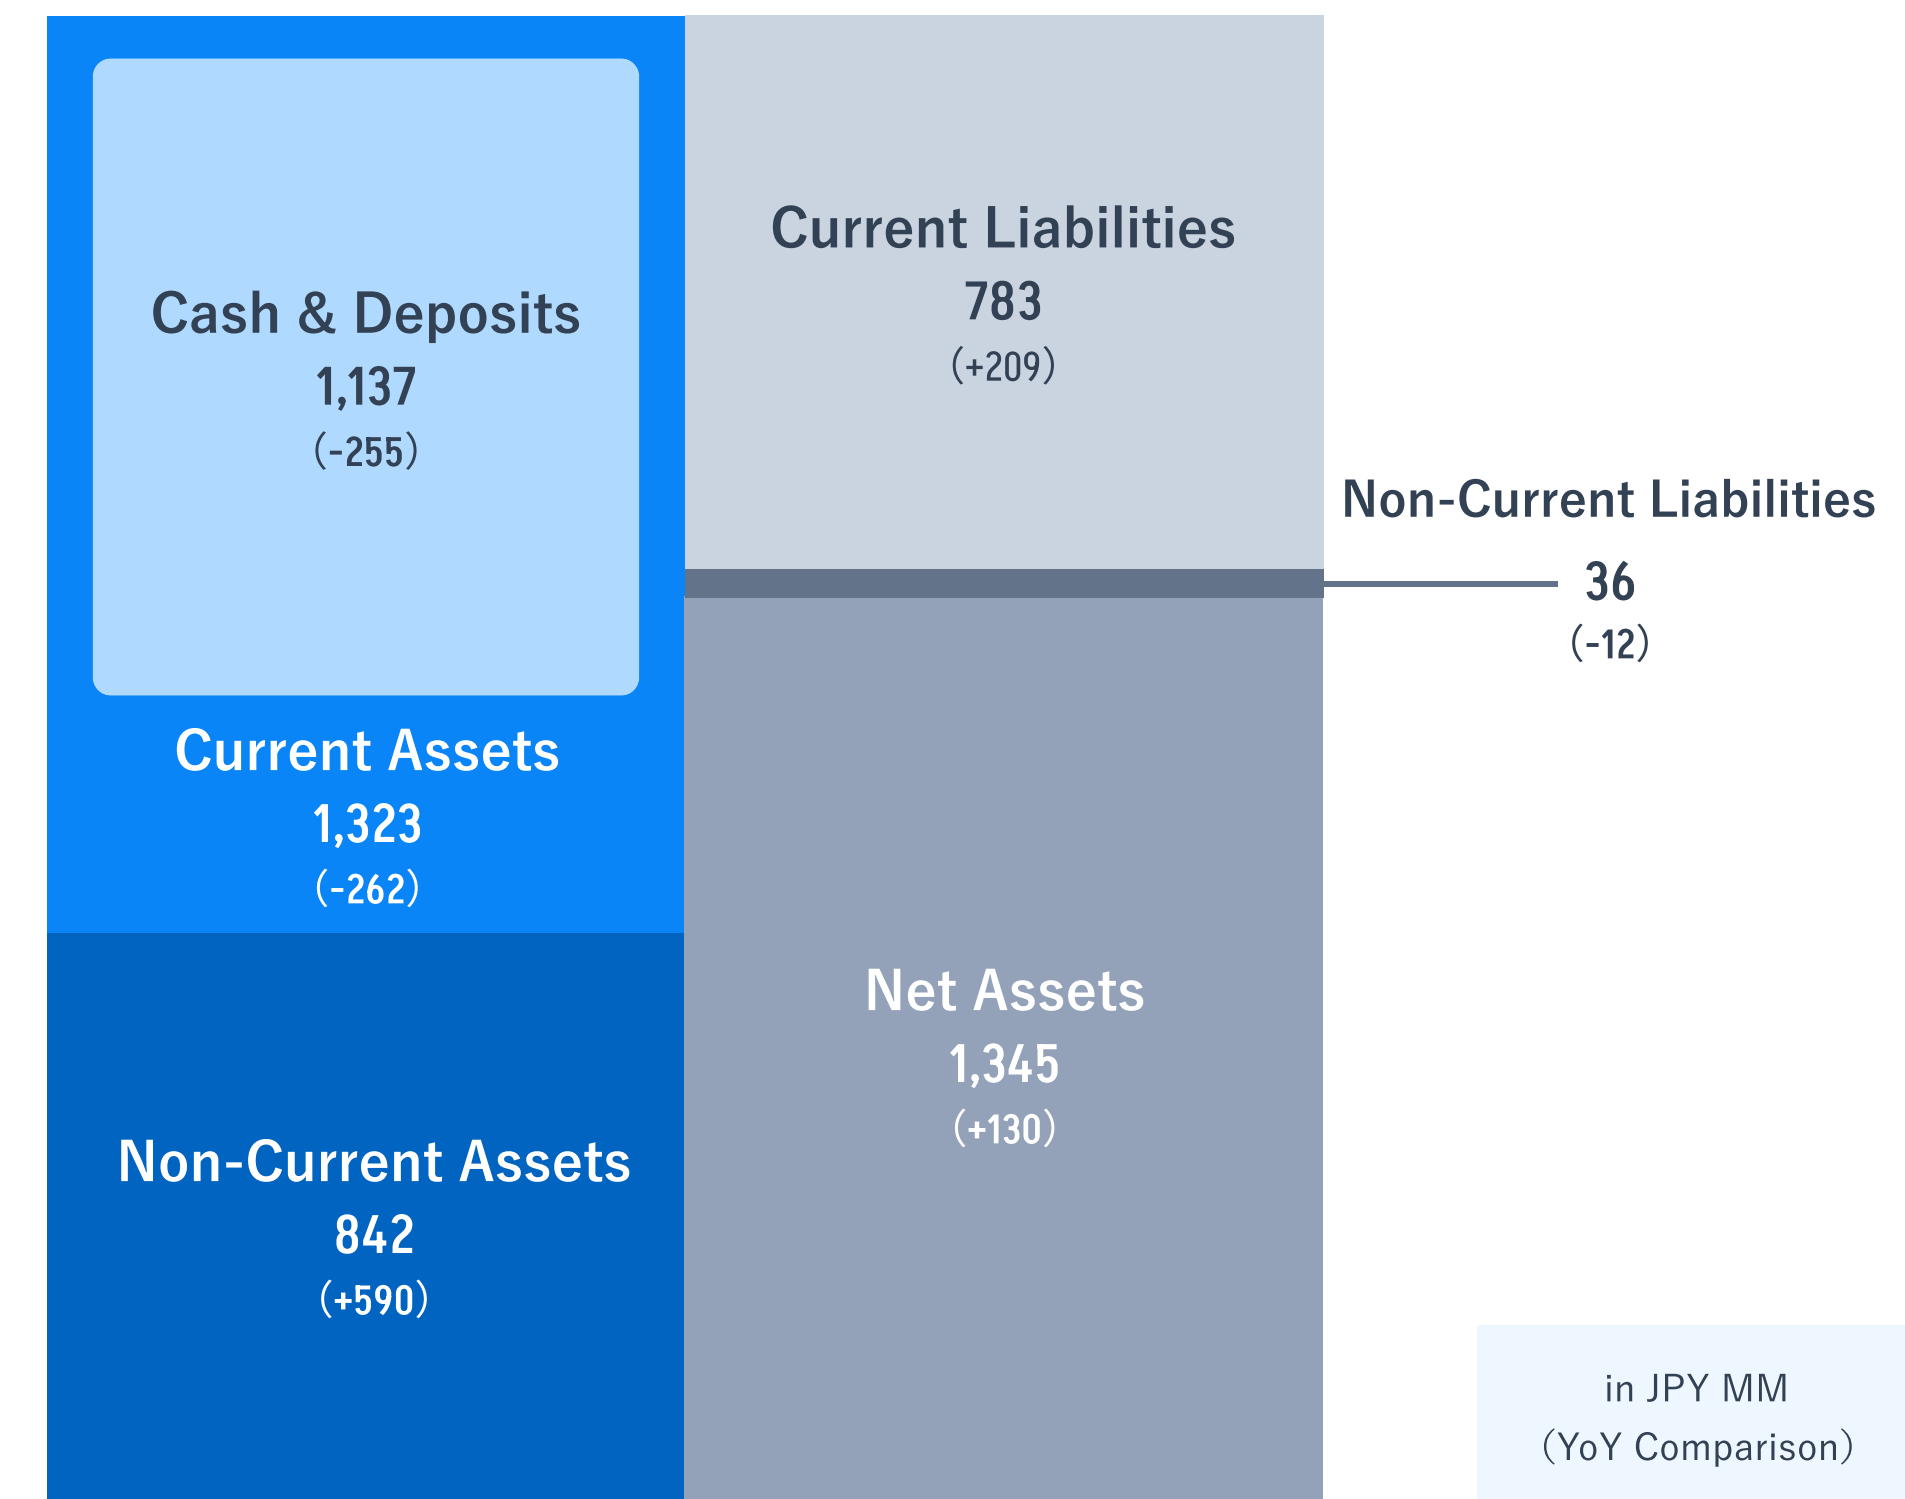 Cash & Deposits
1,137
(-255)
Current Assets
1,323
(-262)
Non-Current Assets
842
(+590)
Current Liabilities
783
(+209)
Non-Current Liabilities
36
(-12)
Net Assets
1,345
(+130)
in JPY MM
(YoY Comparison)